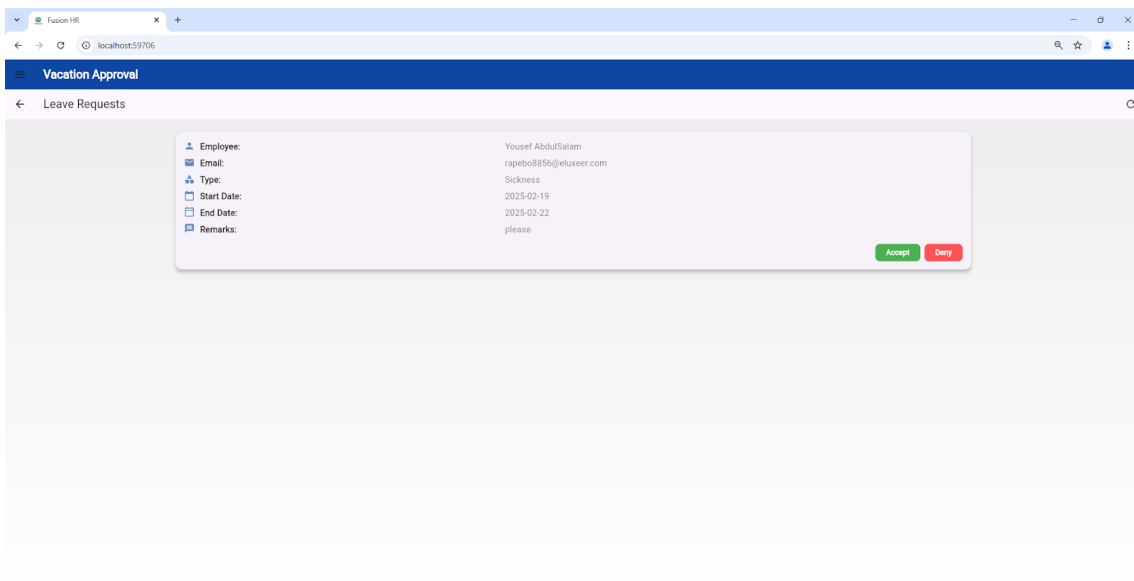 Fusion HR
localhost:59706
Vacation Approval
Leave Requests
Employee: Yousef AbdulSalam
Email: rapebo8856@eluxeer.com
Type: Sickness
Start Date: 2025-02-19
End Date: 2025-02-22
Remarks: please
Accept Deny